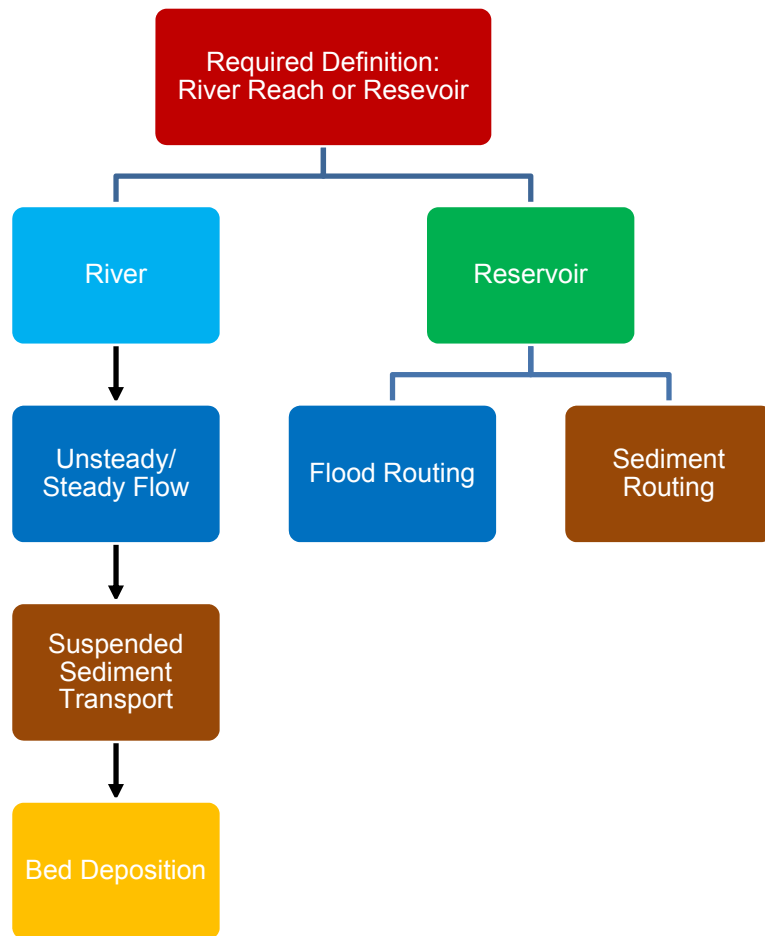 Required Definition:
River Reach or Resevoir
River
Reservoir
Unsteady/
Steady Flow
Flood Routing
Sediment
Routing
Suspended
Sediment
Transport
Bed Deposition